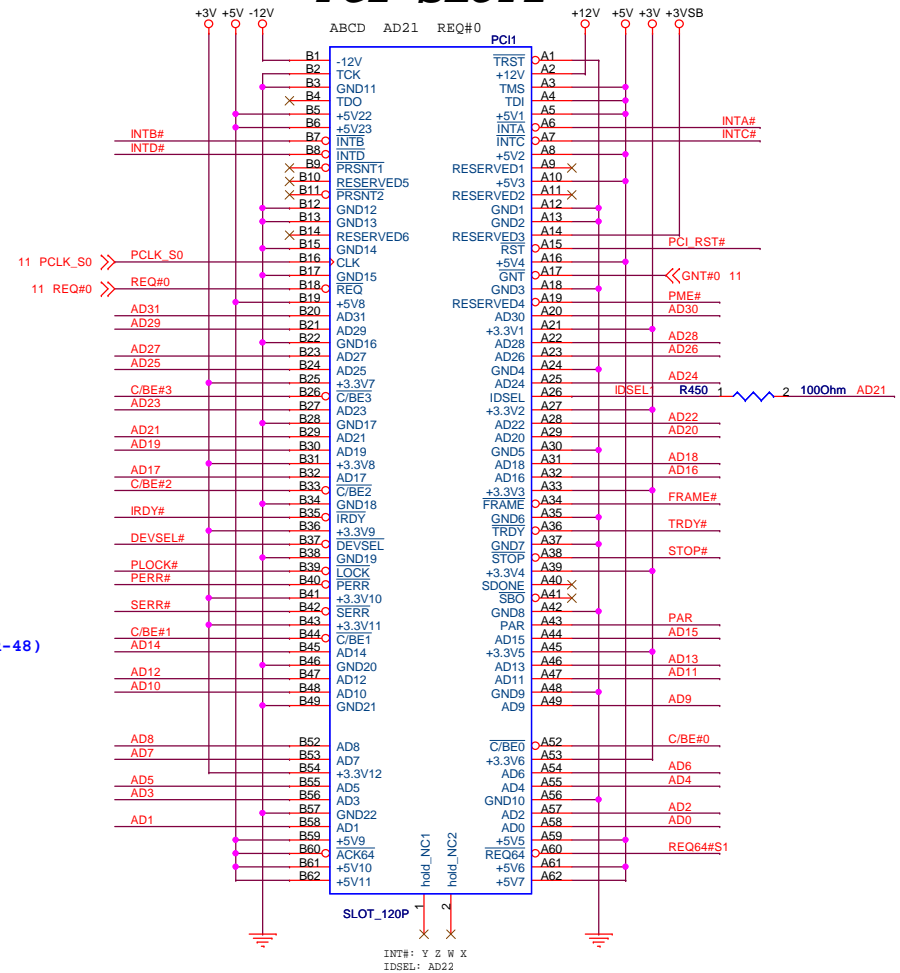 PCI SLOT1
+3V +5V -12V +12V +5V +3V +3VSB
ABCD AD21 REQ#0
PCI1
B1 -12V TRST A1
B2 TCK +12V A2
B3 GND11 TMS A3
B4 TDO TDI A4
B5 +5V22 +5V1 A5
B6 +5V23 INTA A6 INTA#
INTB# B7 INTB INTC A7 INTC#
INTD# B8 INTD +5V2 A8
B9 PRSNT1 RESERVED1 A9
B10 RESERVED5 +5V3 A10
B11 PRSNT2 RESERVED2 A11
B12 GND12 GND1 A12
B13 GND13 GND2 A13
B14 RESERVED6 RESERVED3 A14
B15 GND14 RST A15 PCI_RST#
11 PCLK_S0 PCLK_S0 B16 CLK +5V4 A16
B17 GND15 GNT A17 GNT#0 11
11 REQ#0 REQ#0 B18 REQ GND3 A18
B19 +5V8 RESERVED4 A19 PME#
AD31 B20 AD31 AD30 A20 AD30
AD29 B21 AD29 +3.3V1 A21
B22 GND16 AD28 A22 AD28
AD27 B23 AD27 AD26 A23 AD26
AD25 B24 AD25 GND4 A24
B25 +3.3V7 AD24 A25 AD24
C/BE#3 B26 C/BE3 IDSEL A26 IDSEL1 R450 1 2 100Ohm AD21
AD23 B27 AD23 +3.3V2 A27
B28 GND17 AD22 A28 AD22
AD21 B29 AD21 AD20 A29 AD20
AD19 B30 AD19 GND5 A30
B31 +3.3V8 AD18 A31 AD18
AD17 B32 AD17 AD16 A32 AD16
C/BE#2 B33 C/BE2 +3.3V3 A33
B34 GND18 FRAME A34 FRAME#
IRDY# B35 IRDY GND6 A35
B36 +3.3V9 TRDY A36 TRDY#
DEVSEL# B37 DEVSEL GND7 A37
B38 GND19 STOP A38 STOP#
PLOCK# B39 LOCK +3.3V4 A39
PERR# B40 PERR SDONE A40
B41 +3.3V10 SBO A41
SERR# B42 SERR GND8 A42
B43 +3.3V11 PAR A43 PAR
C/BE#1 B44 C/BE1 AD15 A44 AD15
-48)
AD14 B45 AD14 +3.3V5 A45
B46 GND20 AD13 A46 AD13
AD12 B47 AD12 AD11 A47 AD11
AD10 B48 AD10 GND9 A48
B49 GND21 AD9 A49 AD9
AD8 B52 AD8 C/BE0 A52 C/BE#0
AD7 B53 AD7 +3.3V6 A53
B54 +3.3V12 AD6 A54 AD6
AD5 B55 AD5 AD4 A55 AD4
AD3 B56 AD3 GND10 A56
B57 GND22 AD2 A57 AD2
AD1 B58 AD1 AD0 A58 AD0
B59 +5V9 +5V5 A59
B60 ACK64 REQ64 A60 REQ64#S1
B61 +5V10 +5V6 A61
B62 +5V11 +5V7 A62
hold_NC1 hold_NC2
SLOT_120P 1 2
INT#: Y Z W X
IDSEL: AD22